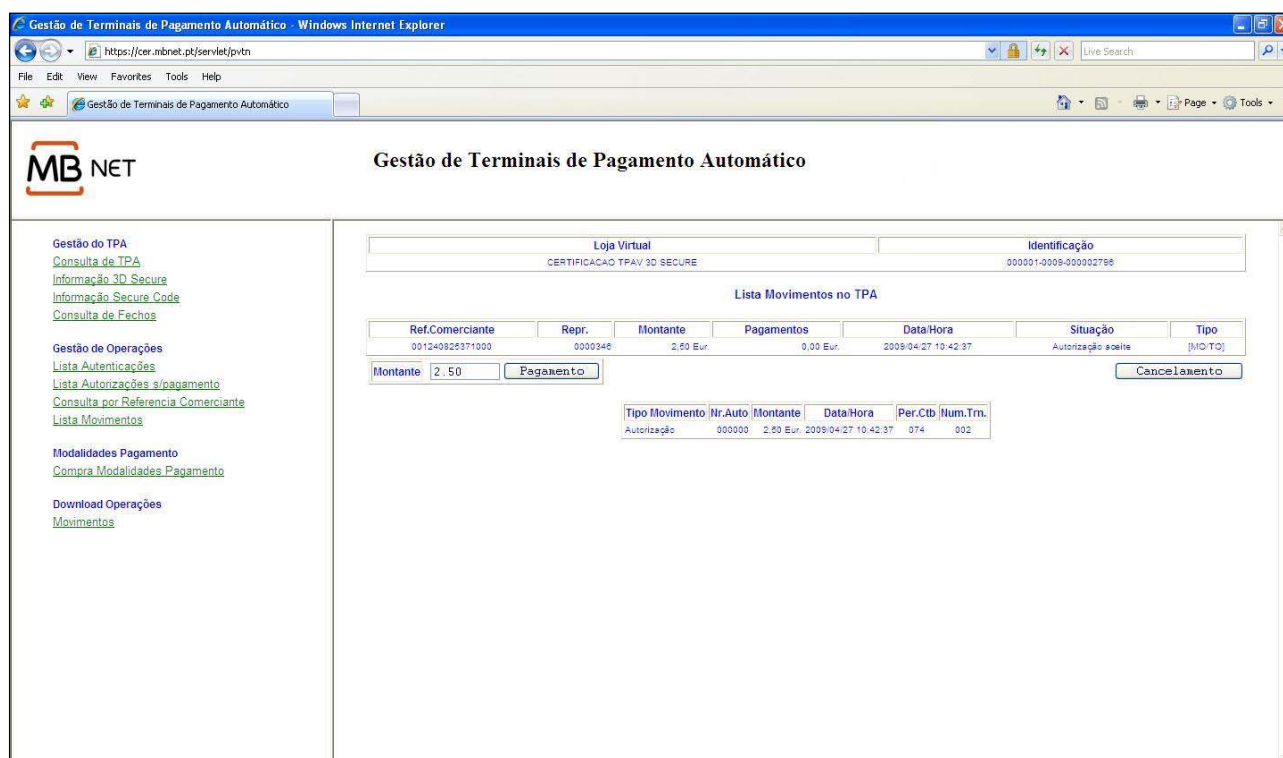 Gestão de Terminais de Pagamento Automático - Windows Internet Explorer
https://cer.mbnet.pt/servlet/pvtn
Live Search
File Edit View Favorites Tools Help
Gestão de Terminais de Pagamento Automático
Page Tools
MB NET
Gestão de Terminais de Pagamento Automático
Gestão do TPA
Consulta de TPA
Informação 3D Secure
Informação Secure Code
Consulta de Fechos
Gestão de Operações
Lista Autenticações
Lista Autorizações s/pagamento
Consulta por Referencia Comerciante
Lista Movimentos
Modalidades Pagamento
Compra Modalidades Pagamento
Download Operações
Movimentos
Loja Virtual Identificação
CERTIFICACAO TPAV 3D SECURE 000001-0009-000002796
Lista Movimentos no TPA
Ref.Comerciante Repr. Montante Pagamentos Data/Hora Situação Tipo
001240825371000 0000346 2,50 Eur. 0,00 Eur. 2009/04/27 10:42:37 Autorização aceite [MO/TO]
Montante 2.50 Pagamento Cancelamento
Tipo Movimento Nr.Auto Montante Data/Hora Per.Ctb Num.Trn.
Autorização 000000 2,50 Eur. 2009/04/27 10:42:37 074 002